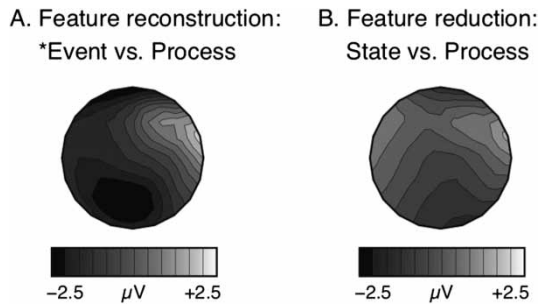 A. Feature reconstruction:
*Event vs. Process
B. Feature reduction:
State vs. Process
−2.5 μV +2.5
−2.5 μV +2.5